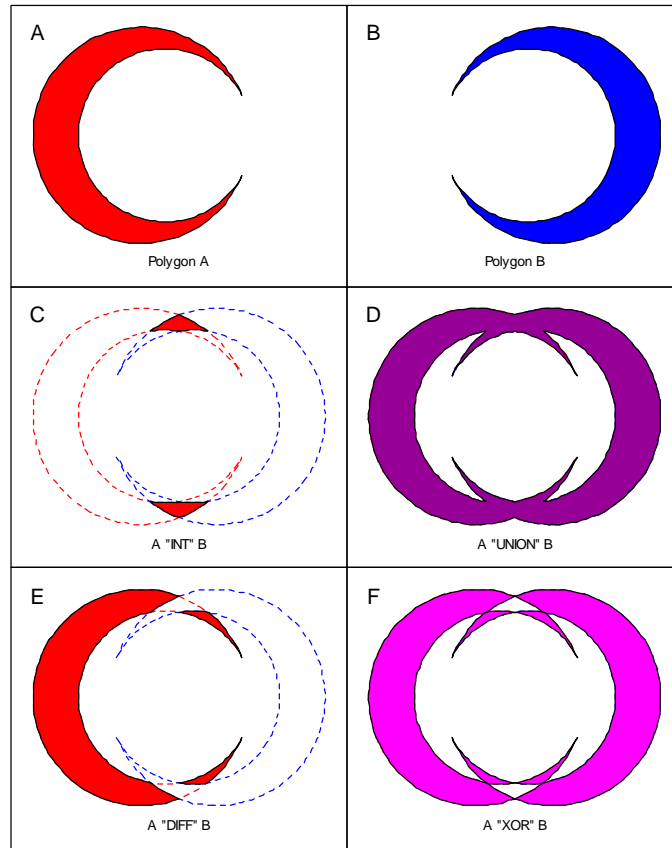 A
Polygon A
B
Polygon B
C
A "INT" B
D
A "UNION" B
E
A "DIFF" B
F
A "XOR" B